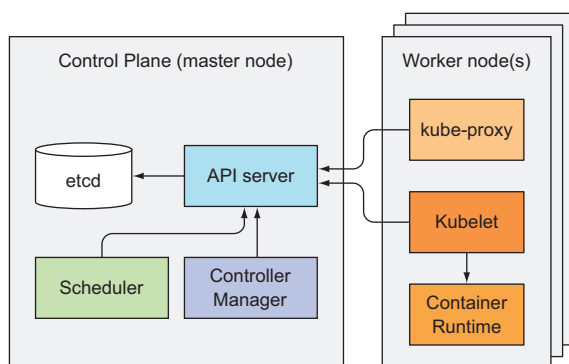 Control Plane (master node)
etcd
API server
Scheduler
Controller
Manager
Worker node(s)
kube-proxy
Kubelet
Container
Runtime